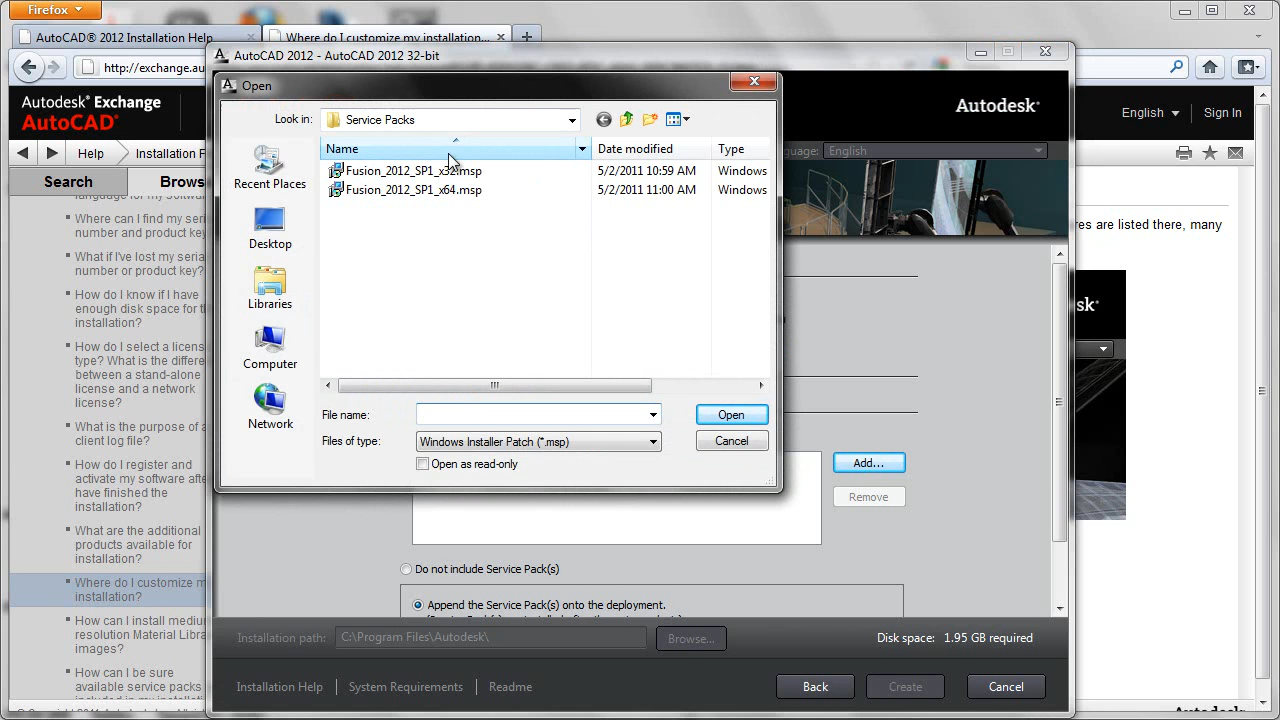 Firefox
AutoCAD® 2012 Installation Help
Where do I customize my installation...
http://exchange.au
AutoCAD 2012 - AutoCAD 2012 32-bit
Autodesk Exchange
AutoCAD
English
Sign In
Help
Installation F
Search
Brows
language for my software
Where can I find my seri
number and product key
What if I've lost my seria
number or product key?
How do I know if I have
enough disk space for th
installation?
How do I select a licens
type? What is the differe
between a stand-alone
license and a network
license?
What is the purpose of a
client log file?
How do I register and
activate my software afte
have finished the
installation?
What are the additional
products available for
installation?
Where do I customize m
installation?
How can I install mediu
resolution Material Libra
images?
How can I be sure
available service packs
Open
Look in:
Service Packs
Name
Date modified
Type
Fusion_2012_SP1_x32.msp
5/2/2011 10:59 AM
Windows
Fusion_2012_SP1_x64.msp
5/2/2011 11:00 AM
Windows
Recent Places
Desktop
Libraries
Computer
Network
File name:
Open
Files of type:
Windows Installer Patch (*.msp)
Cancel
Open as read-only
Autodesk®
English
res are listed there, many
sk®
Add...
Remove
Do not include Service Pack(s)
Append the Service Pack(s) onto the deployment.
Installation path:
C:\Program Files\Autodesk\
Browse...
Disk space: 1.95 GB required
Installation Help
System Requirements
Readme
Back
Create
Cancel